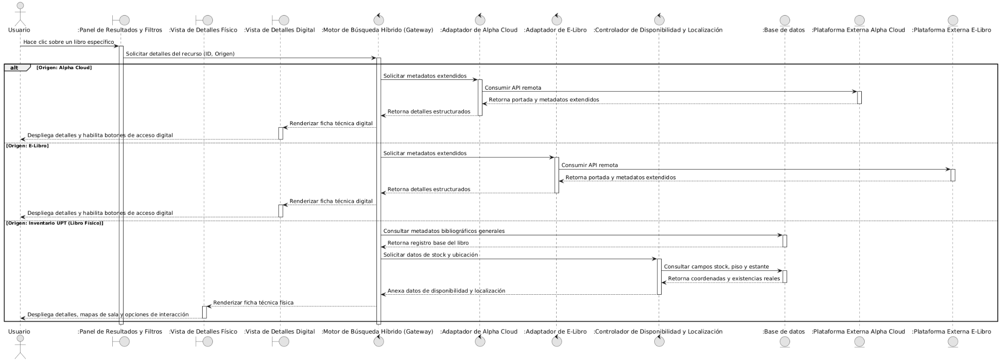 Usuario
:Panel de Resultados y Filtros
:Vista de Detalles Físico
:Vista de Detalles Digital
:Motor de Búsqueda Híbrido (Gateway)
:Adaptador de Alpha Cloud
:Adaptador de E-Libro
:Controlador de Disponibilidad y Localización
:Base de datos
:Plataforma Externa Alpha Cloud
:Plataforma Externa E-Libro
Hace clic sobre un libro específico
Solicitar detalles del recurso (ID, Origen)
alt
[Origen: Alpha Cloud]
Solicitar metadatos extendidos
Consumir API remota
Retorna portada y metadatos extendidos
Retorna detalles estructurados
Renderizar ficha técnica digital
Despliega detalles y habilita botones de acceso digital
[Origen: E-Libro]
Solicitar metadatos extendidos
Consumir API remota
Retorna portada y metadatos extendidos
Retorna detalles estructurados
Renderizar ficha técnica digital
Despliega detalles y habilita botones de acceso digital
[Origen: Inventario UPT (Libro Físico)]
Consultar metadatos bibliográficos generales
Retorna registro base del libro
Solicitar datos de stock y ubicación
Consultar campos stock, piso y estante
Retorna coordenadas y existencias reales
Anexa datos de disponibilidad y localización
Renderizar ficha técnica física
Despliega detalles, mapas de sala y opciones de interacción
Usuario
:Panel de Resultados y Filtros
:Vista de Detalles Físico
:Vista de Detalles Digital
:Motor de Búsqueda Híbrido (Gateway)
:Adaptador de Alpha Cloud
:Adaptador de E-Libro
:Controlador de Disponibilidad y Localización
:Base de datos
:Plataforma Externa Alpha Cloud
:Plataforma Externa E-Libro